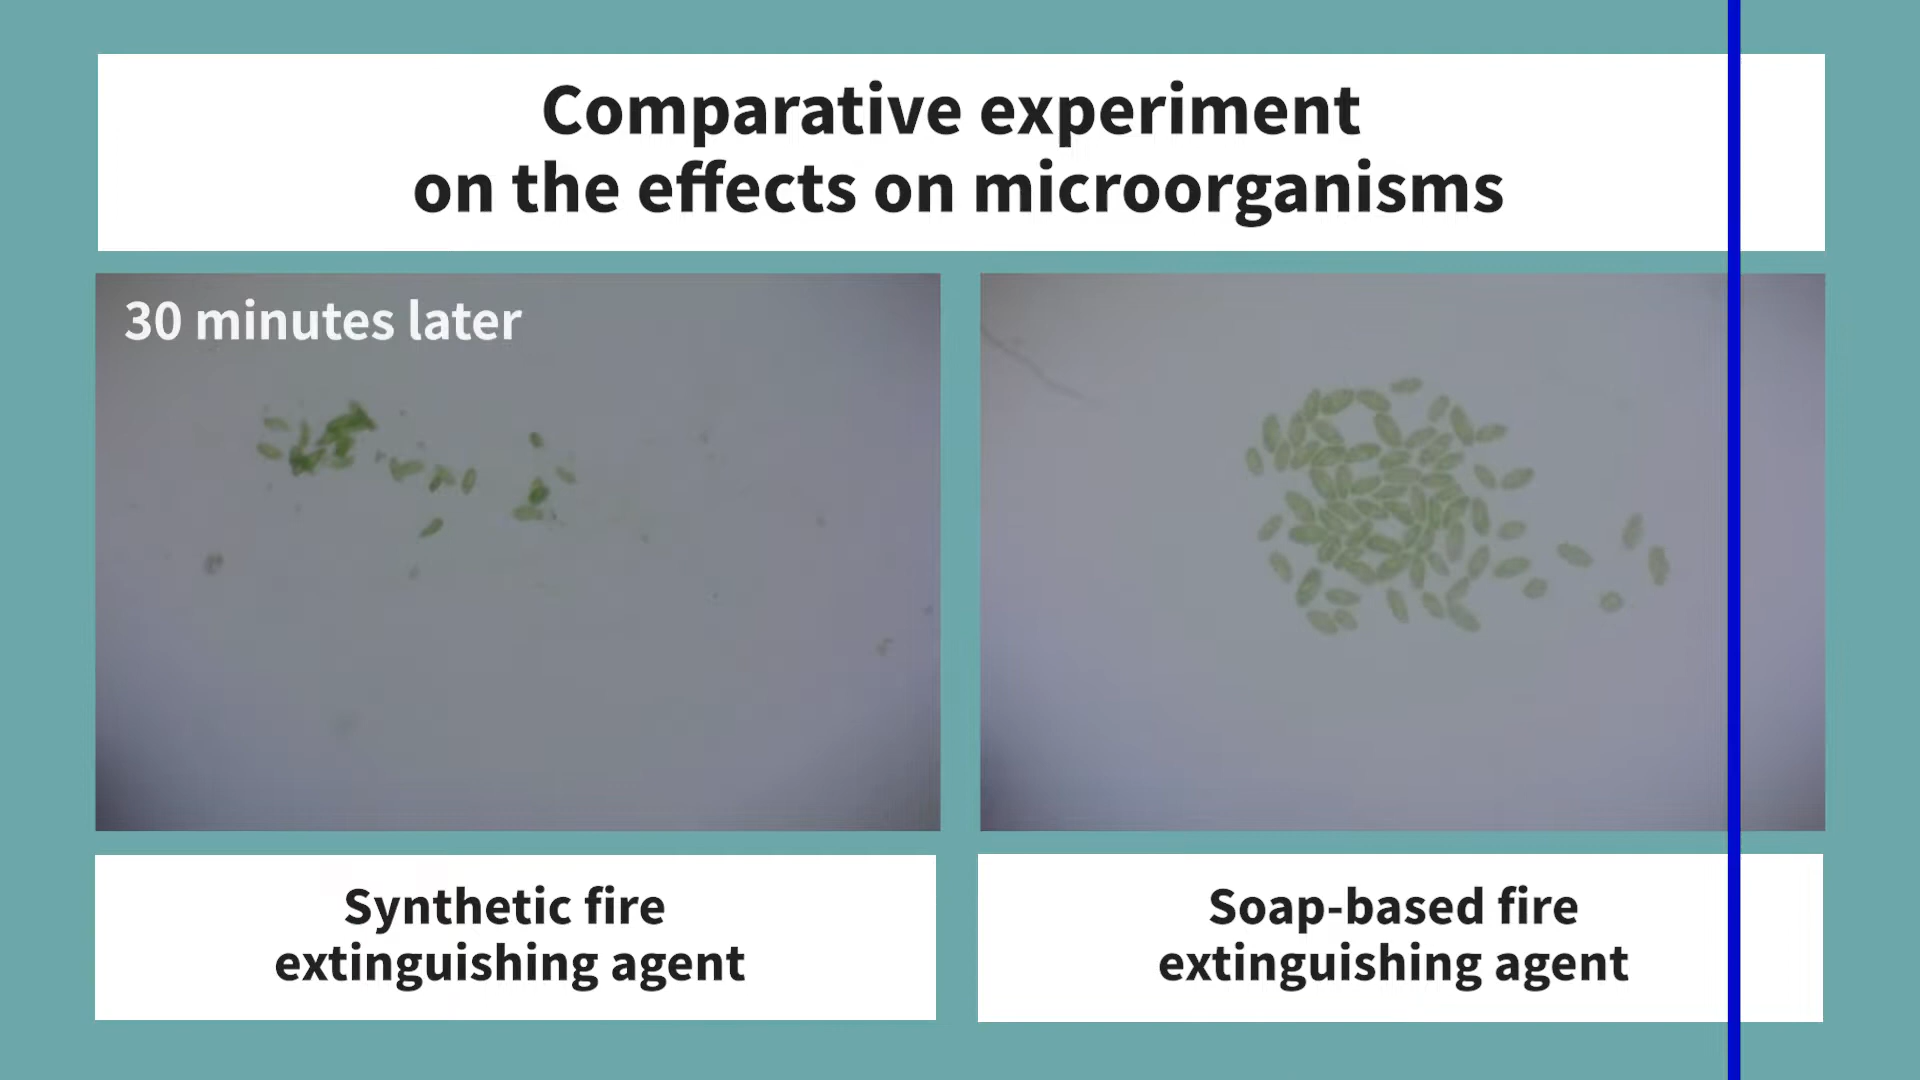 Comparative experiment
on the effects on microorganisms
30 minutes later
Synthetic fire
extinguishing agent
Soap-based fire
extinguishing agent